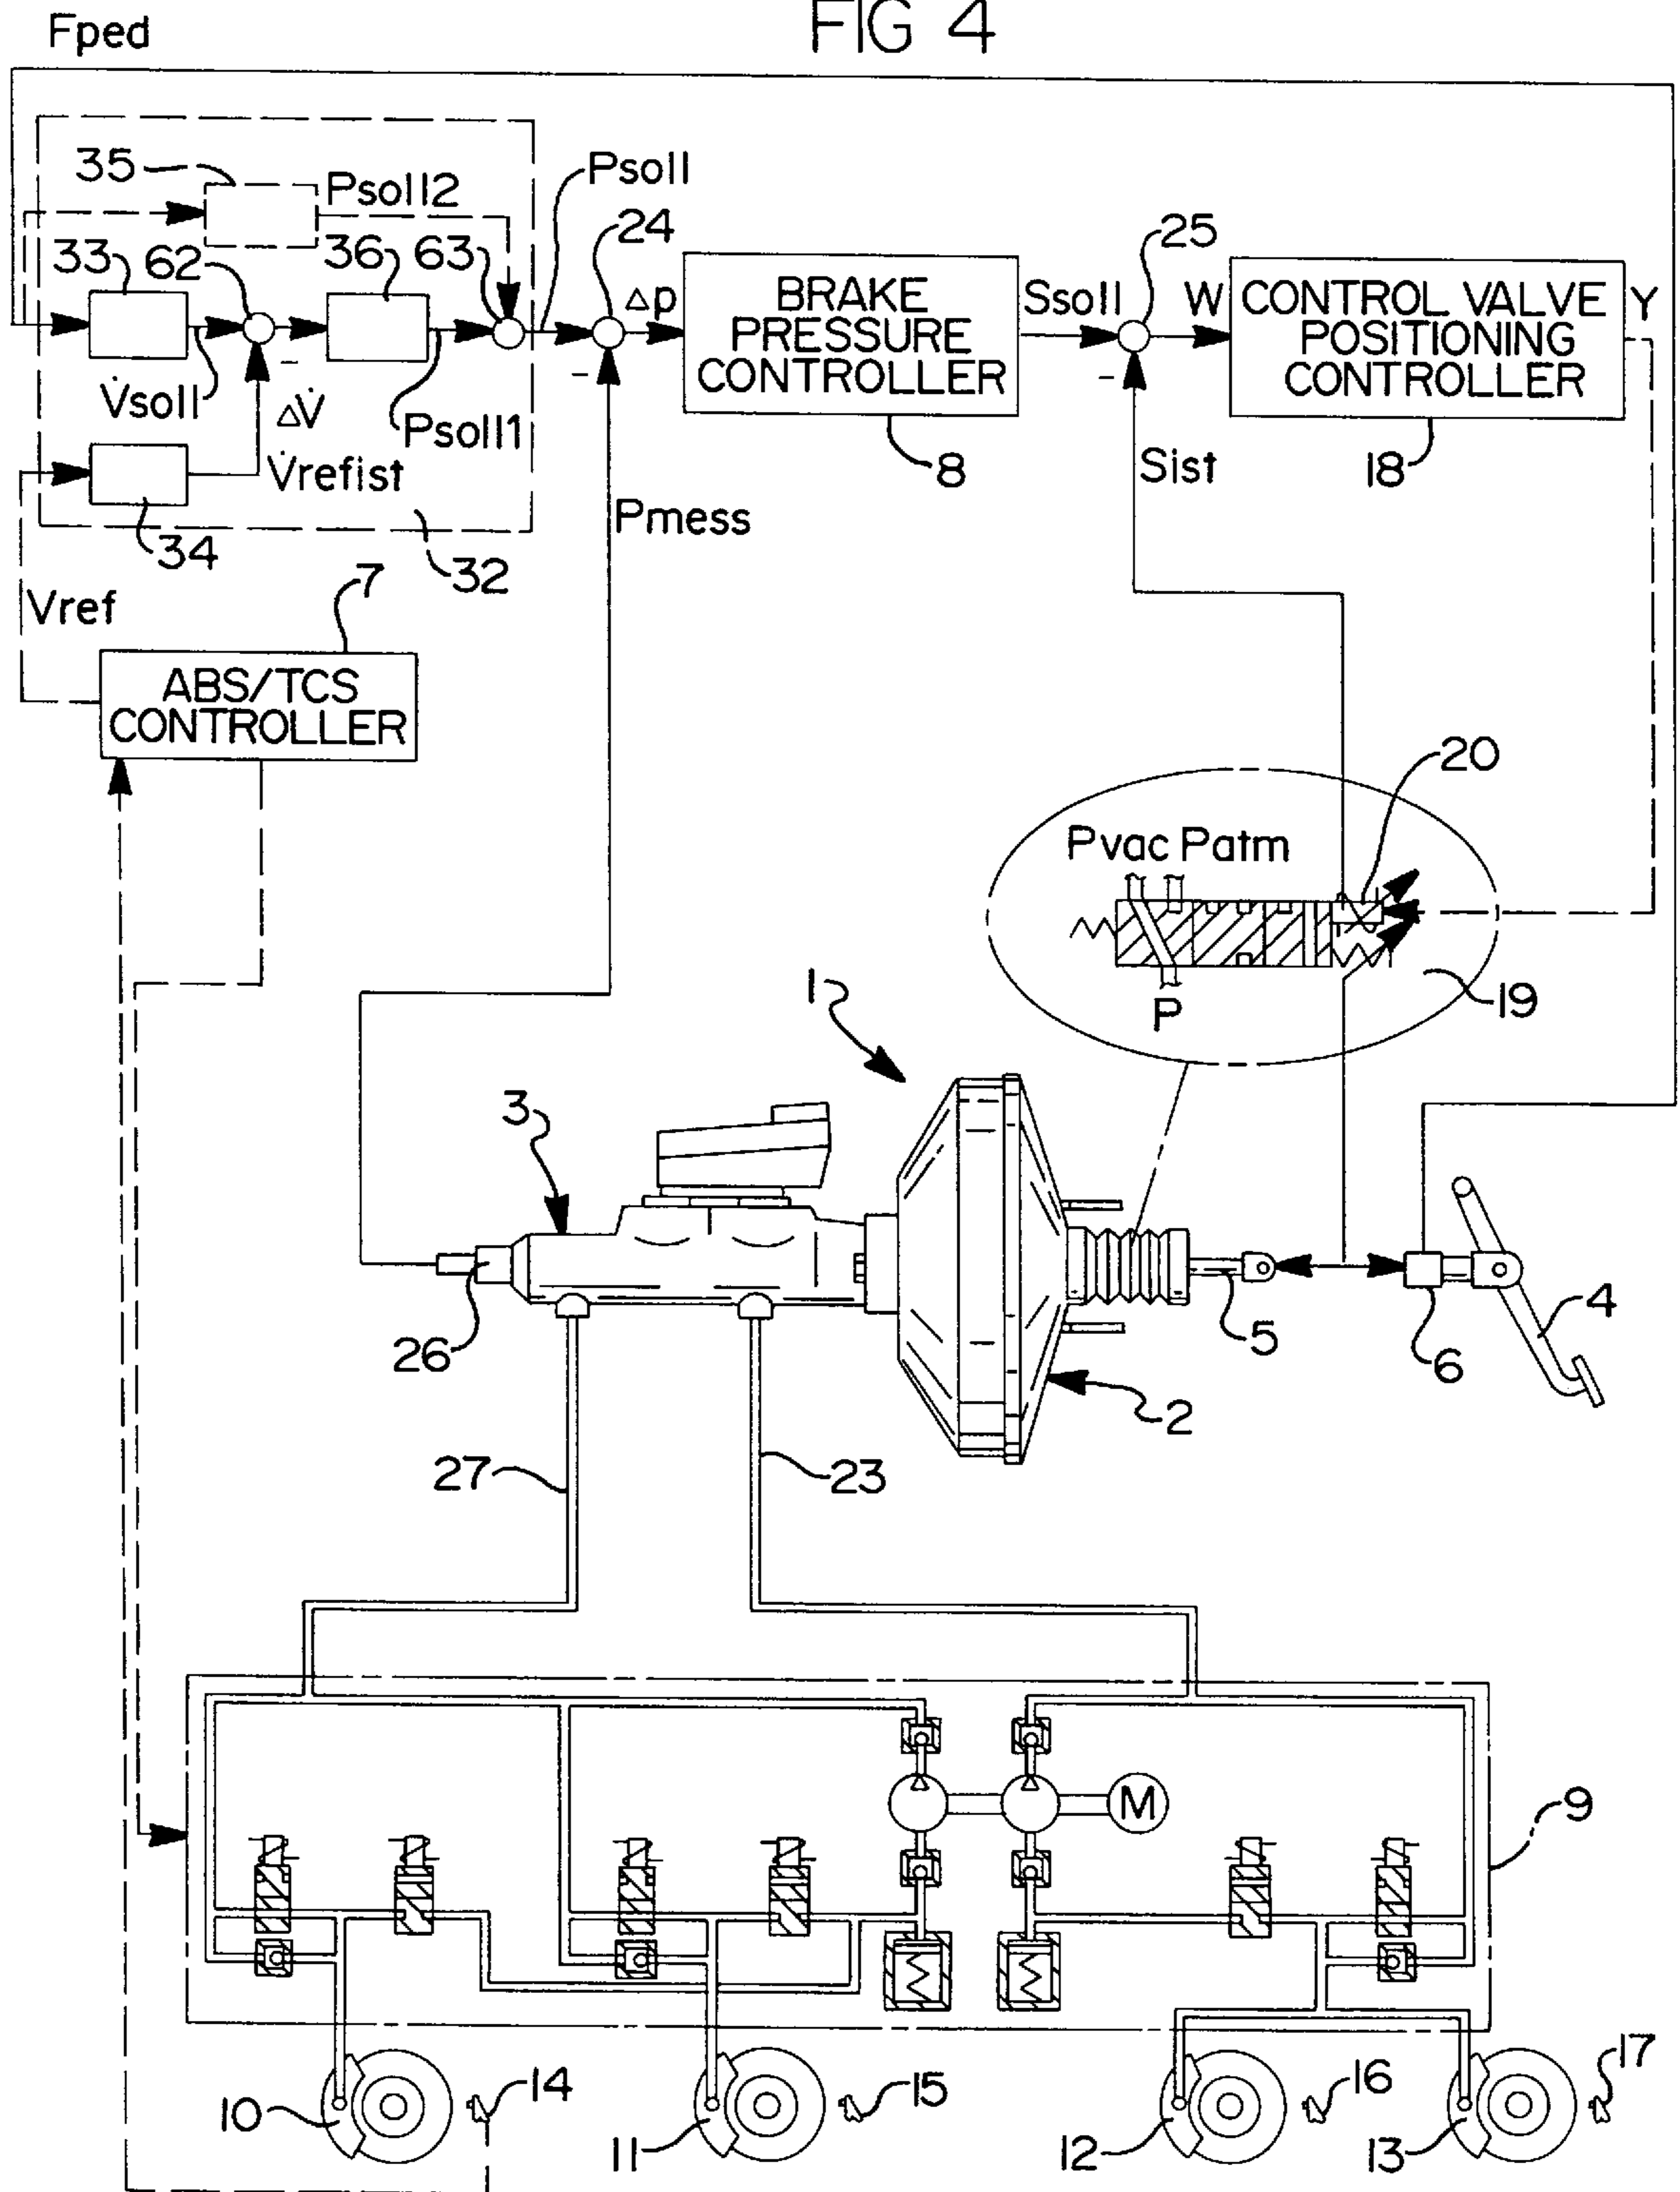 FIG 4
Fped
35
Psoll2
Psoll
24
33
62
36
63
Δp
BRAKE
PRESSURE
CONTROLLER
Ssoll
25
W
CONTROL VALVE
POSITIONING
CONTROLLER
Y
-
V̇soll
ΔV̇
Psoll1
-
-
8
Sist
18
V̇refist
Pmess
34
32
Vref
7
ABS/TCS
CONTROLLER
20
Pvac Patm
1
P
19
3
26
5
6
4
2
27
23
M
9
10
14
11
15
12
16
13
17